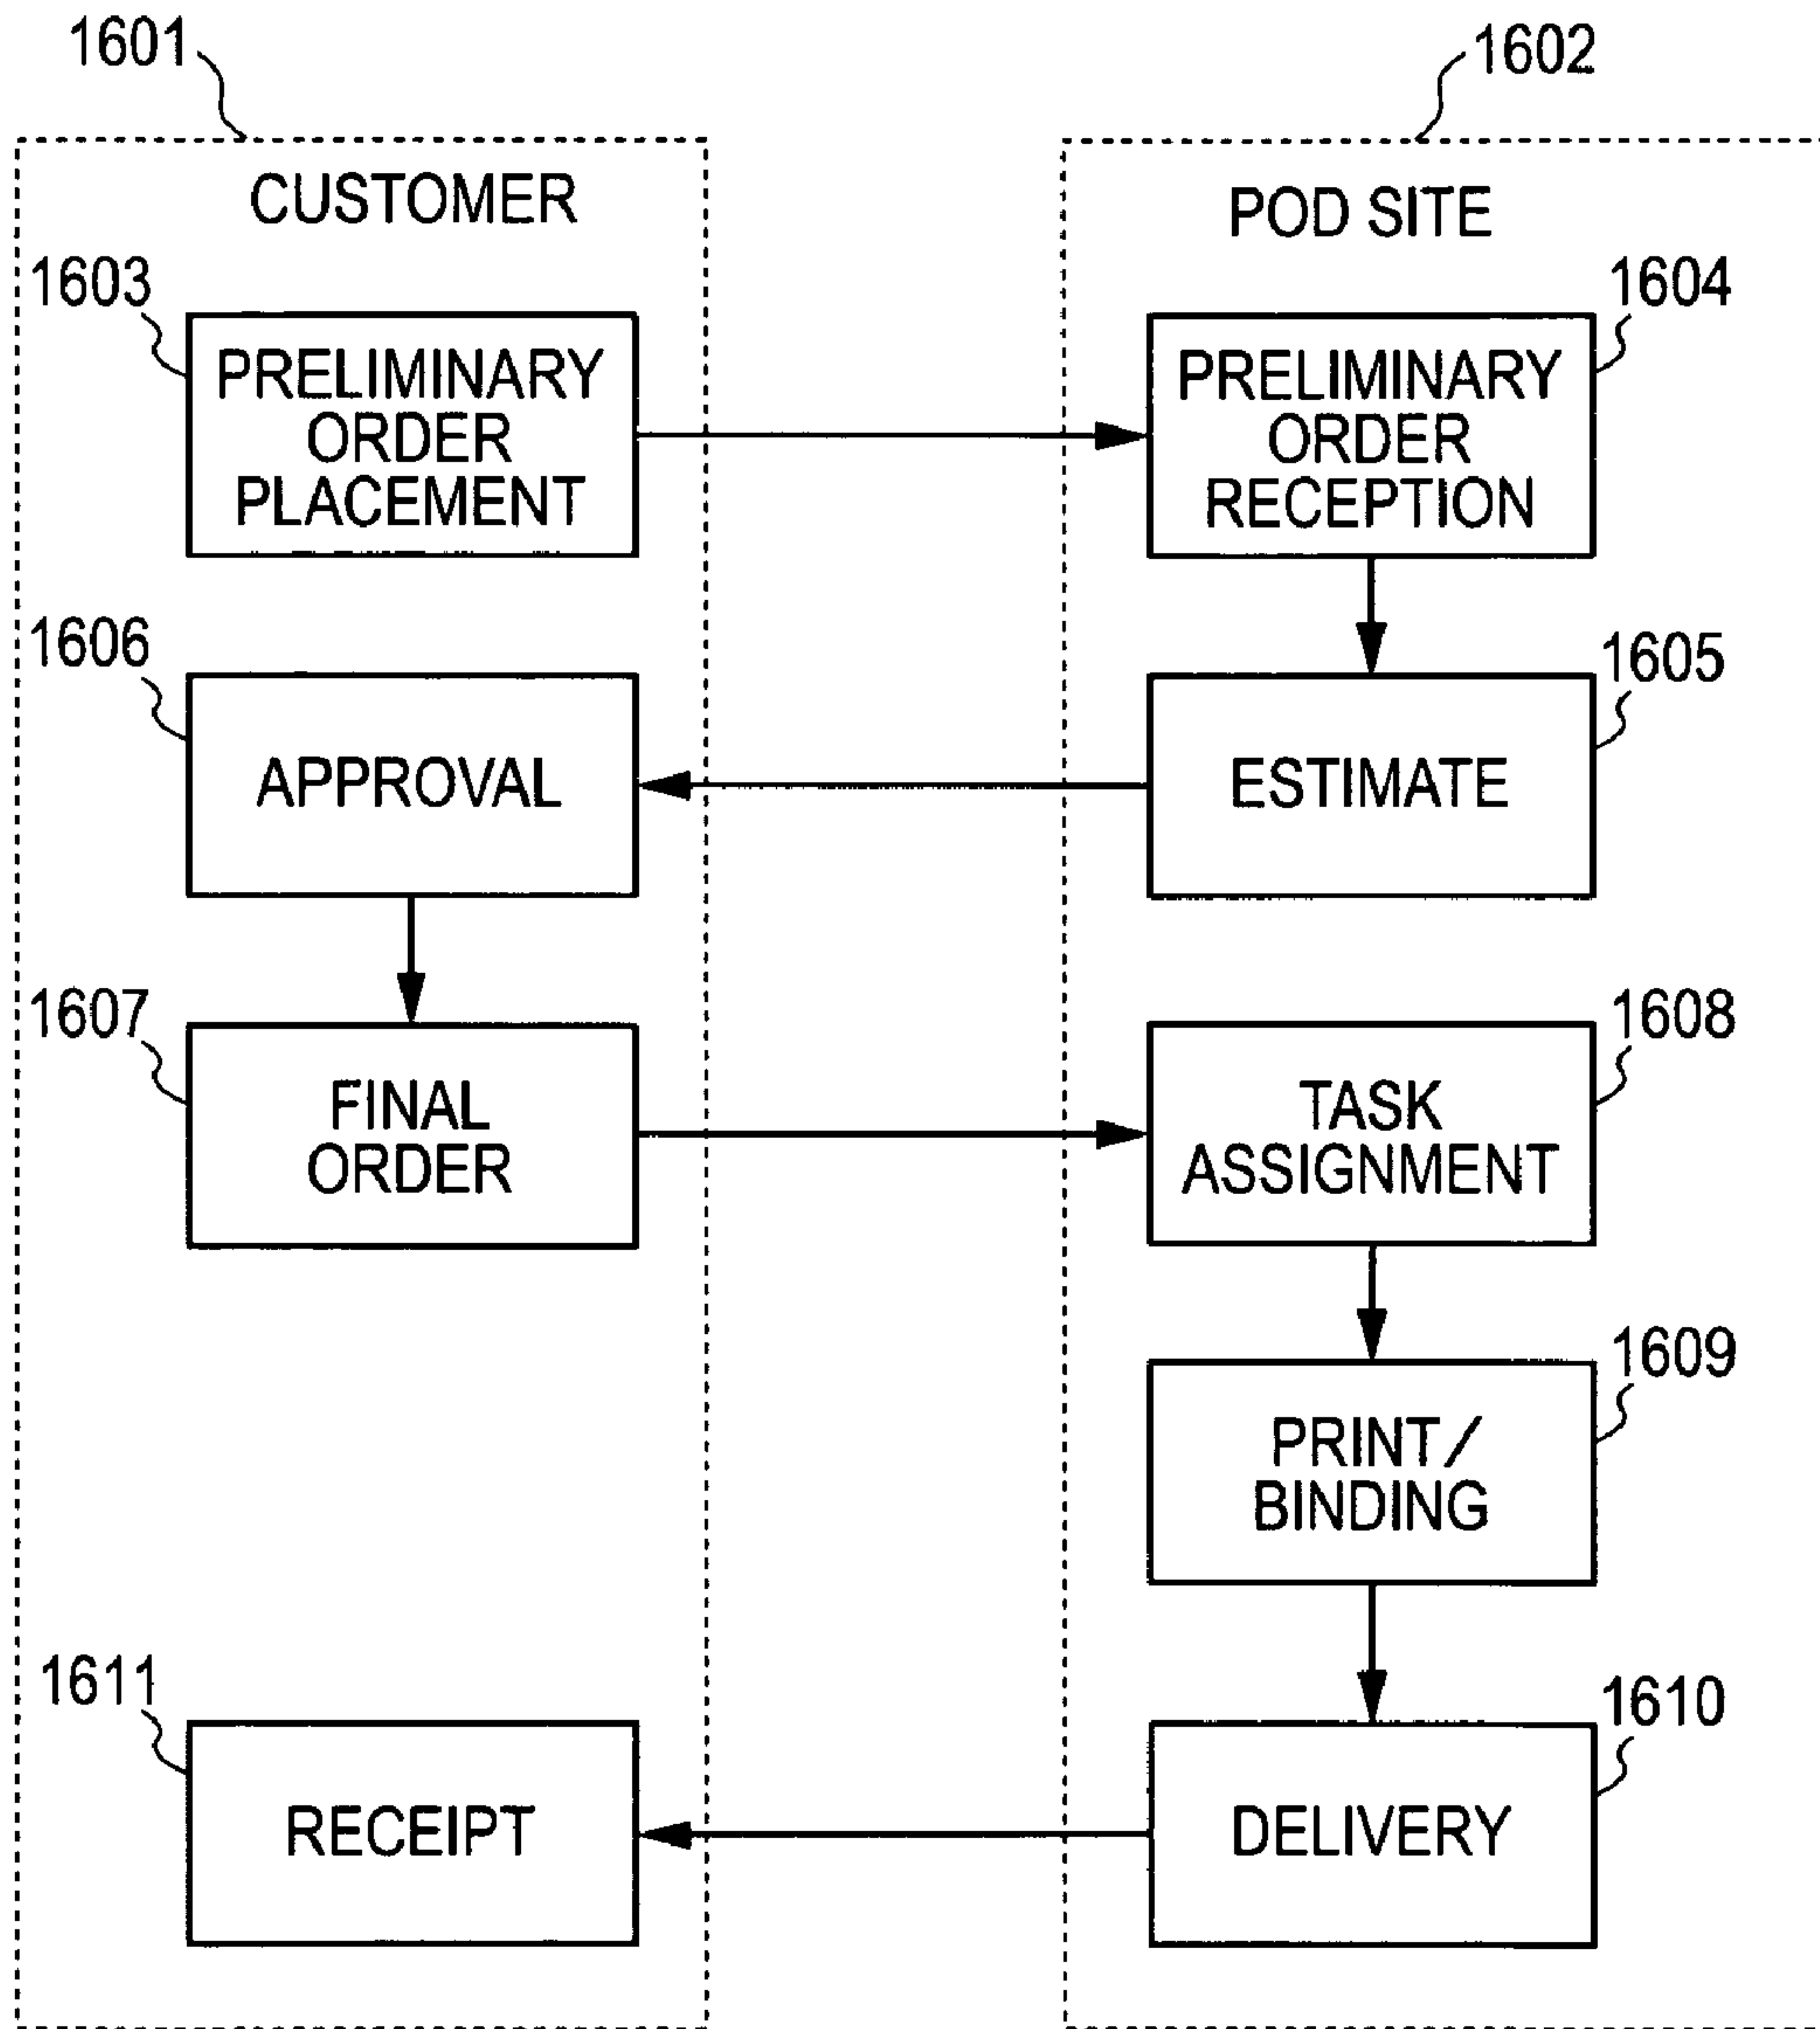 1601
1602
CUSTOMER
POD SITE
1603
PRELIMINARY
ORDER
PLACEMENT
1604
PRELIMINARY
ORDER
RECEPTION
1606
APPROVAL
1605
ESTIMATE
1607
FINAL
ORDER
1608
TASK
ASSIGNMENT
1609
PRINT/
BINDING
1611
RECEIPT
1610
DELIVERY